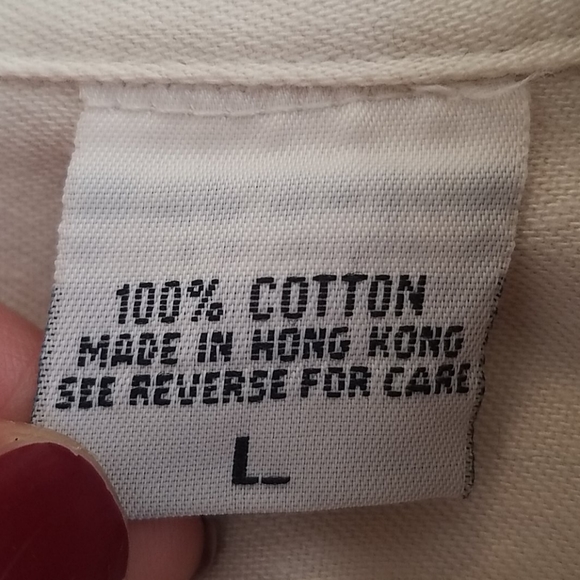 100% COTTON
MADE IN HONG KONG
SEE REVERSE FOR CARE
L